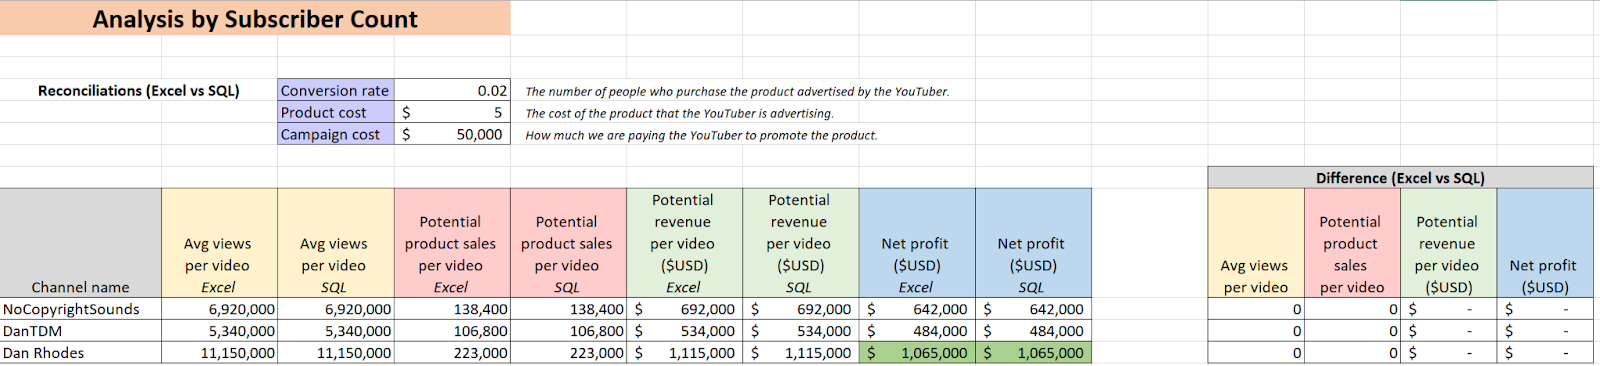 Analysis by Subscriber Count
Reconciliations (Excel vs SQL) Conversion rate 0.02 The number of people who purchase the product advertised by the YouTuber.
Product cost $ 5 The cost of the product that the YouTuber is advertising.
Campaign cost $ 50,000 How much we are paying the YouTuber to promote the product.
Difference (Excel vs SQL)
Potential Potential
Potential Potential revenue revenue Potential Potential
product sales product sales per video per video product revenue
Avg views Avg views per video per video ($USD) ($USD) Net profit Net profit sales per video
Channel name per video Excel per video SQL Excel SQL Excel SQL ($USD) Excel ($USD) SQL Avg views per video per video ($USD) Net profit ($USD)
NoCopyrightSounds 6,920,000 6,920,000 138,400 138,400 $ 692,000 $ 692,000 $ 642,000 $ 642,000 0 0 $ - $ -
DanTDM 5,340,000 5,340,000 106,800 106,800 $ 534,000 $ 534,000 $ 484,000 $ 484,000 0 0 $ - $ -
Dan Rhodes 11,150,000 11,150,000 223,000 223,000 $ 1,115,000 $ 1,115,000 $ 1,065,000 $ 1,065,000 0 0 $ - $ -